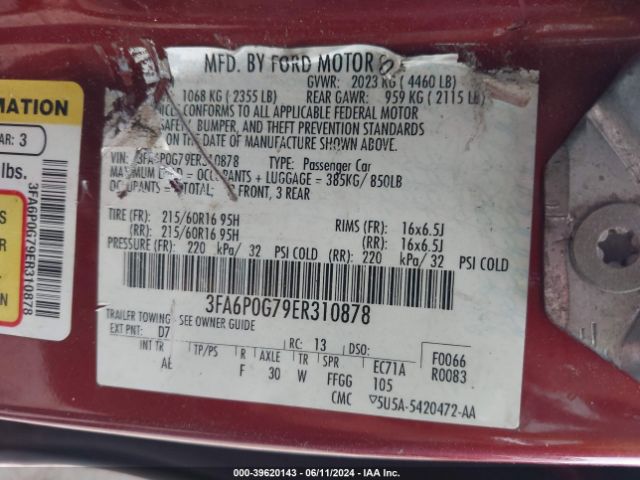 MFD. BY FORD MOTOR
GVWR: 2023 KG ( 4460 LB)
1068 KG ( 2355 LB) REAR GAWR: 959 KG ( 2115 LB)
CONFORMS TO ALL APPLICABLE FEDERAL MOTOR
SAFETY, BUMPER, AND THEFT PREVENTION STANDARDS
THE DATE OF MANUFACTURE SHOWN ABOVE.
VIN: 3FA6P0G79ER310878 TYPE: Passenger Car
MAXIMUM = OCCUPANTS + LUGGAGE = 385KG/ 850LB
OCCUPANTS = TOTAL: FRONT, 3 REAR
TIRE (FR): 215/60R16 95H RIMS (FR): 16x6.5J
(RR): 215/60R16 95H (RR): 16x6.5J
PRESSURE (FR): 220 kPa/ 32 PSI COLD (RR): 220 kPa/ 32 PSI COLD
3FA6P0G79ER310878
TRAILER TOWING - SEE OWNER GUIDE
EXT PNT: D7 RC: 13 DSO:
INT TR TP/PS R AXLE TR SPR EC71A F0066
AE F 30 W FFGG 105 R0083
CMC ▽5U5A-5420472-AA
MATION
AR: 3
lbs.
3FA6P0G79ER310878
000-39620143 - 06/11/2024 - IAA Inc.